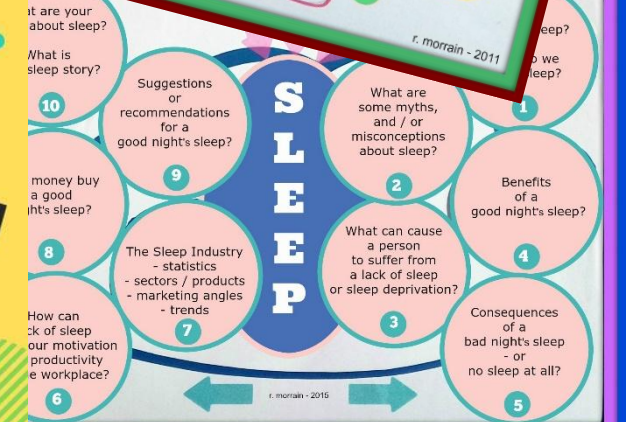 r. morrain - 2011
at are your
about sleep?
What is
sleep story?
10
Suggestions
or
recommendations
for a
good night's sleep?
9
S
L
E
E
P
What are
some myths,
and / or
misconceptions
about sleep?
2
eep?
o we
leep?
1
money buy
a good
ht's sleep?
8
The Sleep Industry
- statistics
- sectors / products
- marketing angles
- trends
7
What can cause
a person
to suffer from
a lack of sleep
or sleep deprivation?
3
Benefits
of a
good night's sleep?
4
How can
ck of sleep
our motivation
productivity
e workplace?
6
r. morrain - 2015
Consequences
of a
bad night's sleep
- or
no sleep at all?
5